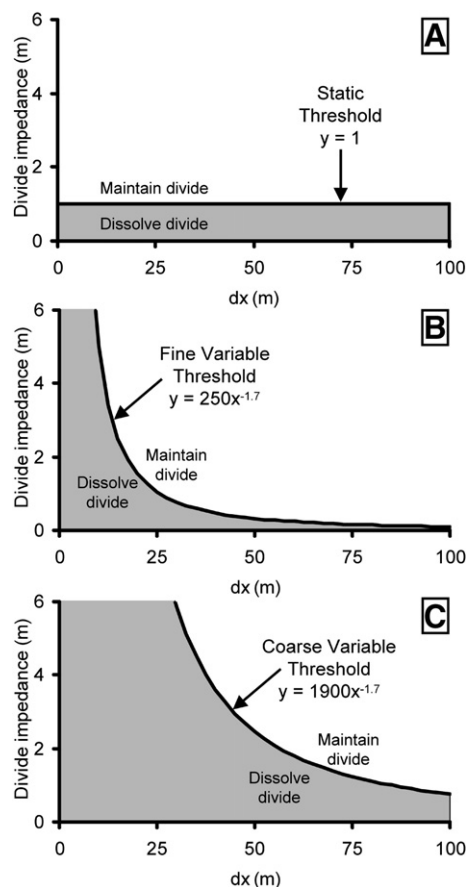 A
Divide impedance (m)
6
4
2
0
Static
Threshold
y = 1
Maintain divide
Dissolve divide
0 25 50 75 100
dx (m)
B
Divide impedance (m)
6
4
2
0
Fine Variable
Threshold
y = 250x⁻¹·⁷
Maintain
divide
Dissolve
divide
0 25 50 75 100
dx (m)
C
Divide impedance (m)
6
4
2
0
Coarse Variable
Threshold
y = 1900x⁻¹·⁷
Maintain
divide
Dissolve
divide
0 25 50 75 100
dx (m)